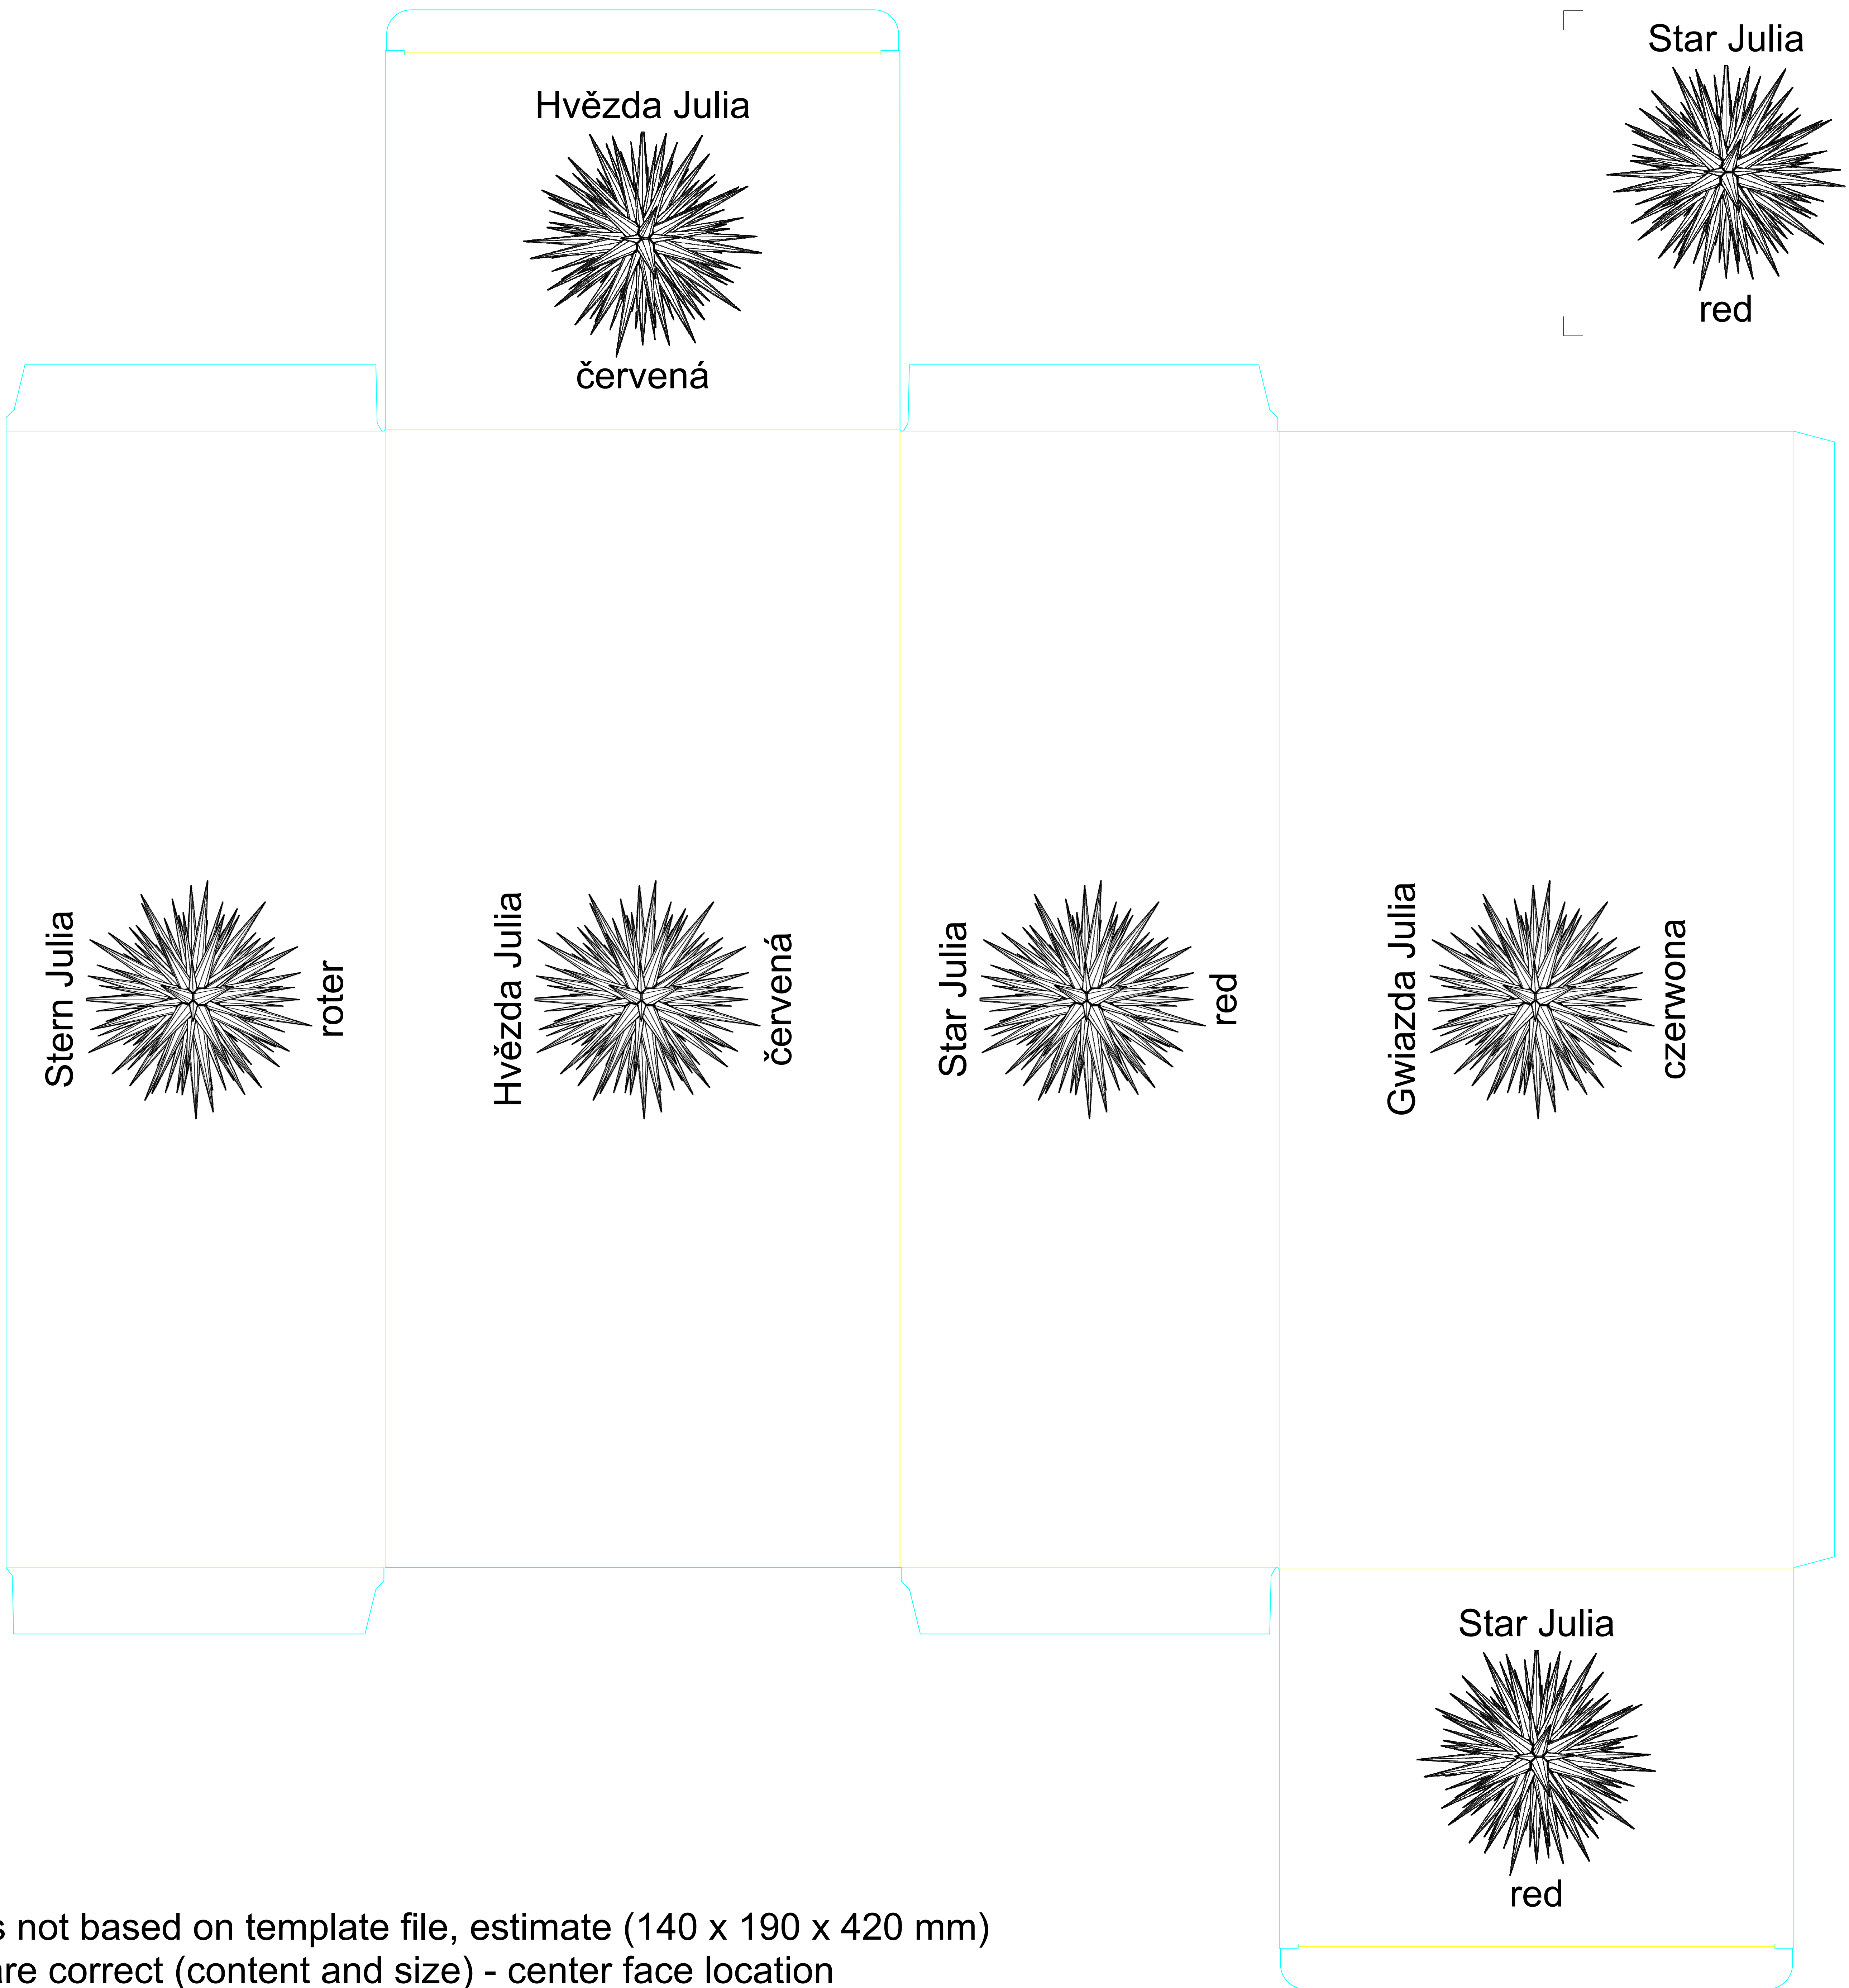 Star Julia
red
Hvězda Julia
červená
Stern Julia
roter
Hvězda Julia
červená
Star Julia
red
Gwiazda Julia
czerwona
Star Julia
red
not based on template file, estimate (140 x 190 x 420 mm)
correct (content and size) - center face location